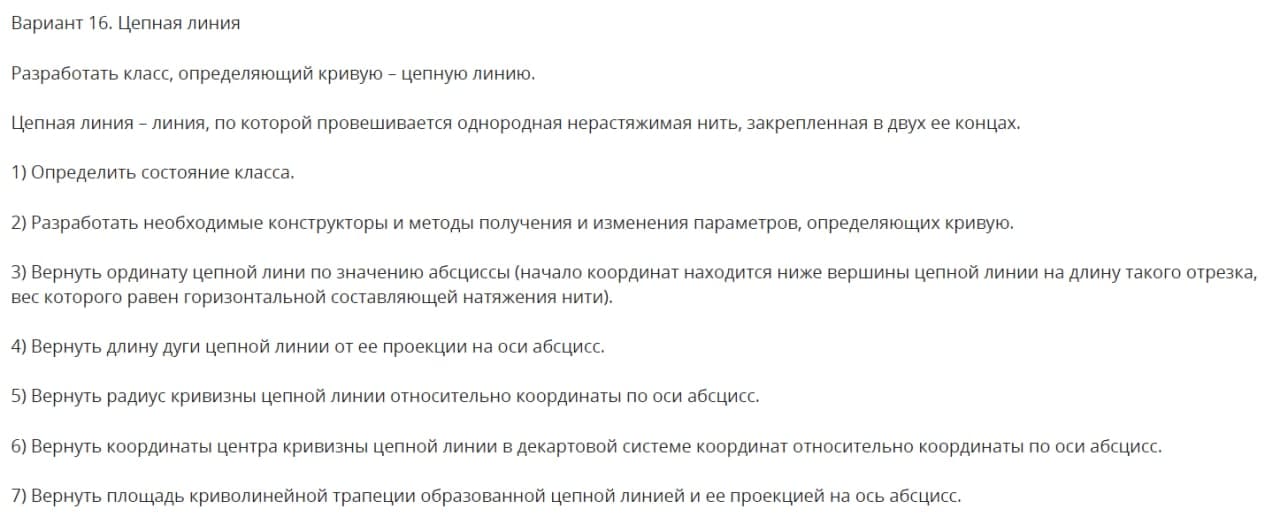 Вариант 16. Цепная линия
Разработать класс, определяющий кривую – цепную линию.
Цепная линия – линия, по которой провешивается однородная нерастяжимая нить, закрепленная в двух ее концах.
1) Определить состояние класса.
2) Разработать необходимые конструкторы и методы получения и изменения параметров, определяющих кривую.
3) Вернуть ординату цепной лини по значению абсциссы (начало координат находится ниже вершины цепной линии на длину такого отрезка,
вес которого равен горизонтальной составляющей натяжения нити).
4) Вернуть длину дуги цепной линии от ее проекции на оси абсцисс.
5) Вернуть радиус кривизны цепной линии относительно координаты по оси абсцисс.
6) Вернуть координаты центра кривизны цепной линии в декартовой системе координат относительно координаты по оси абсцисс.
7) Вернуть площадь криволинейной трапеции образованной цепной линией и ее проекцией на ось абсцисс.